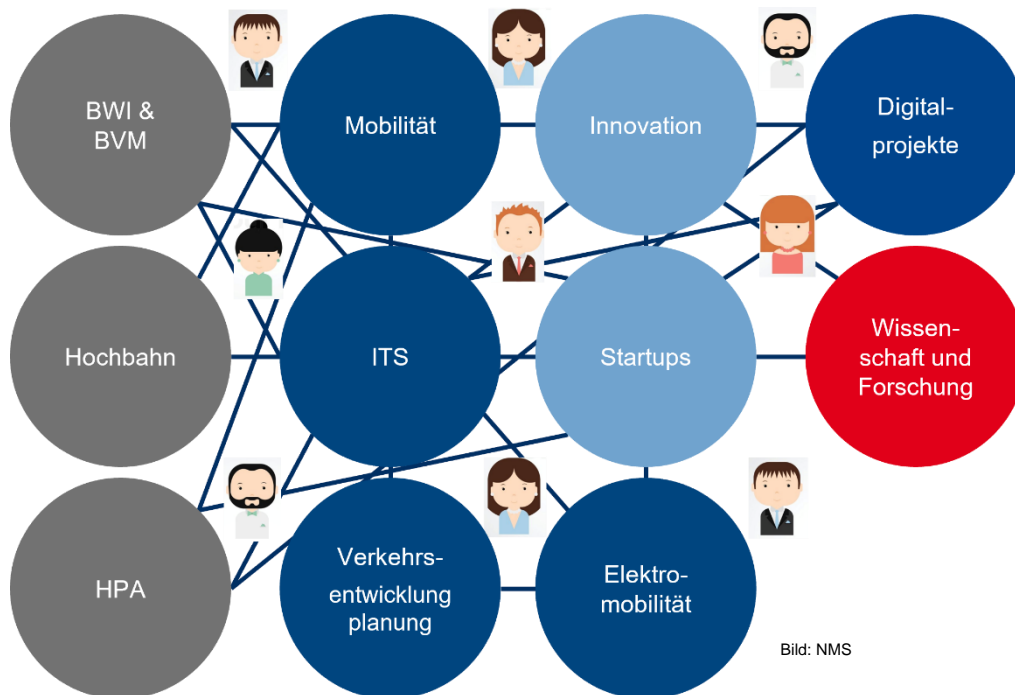 BWI &
BVM
Mobilität
Innovation
Digital-
projekte
Hochbahn
ITS
Startups
Wissen-
schaft und
Forschung
HPA
Verkehrs-
entwicklung
planung
Elektro-
mobilität
Bild: NMS